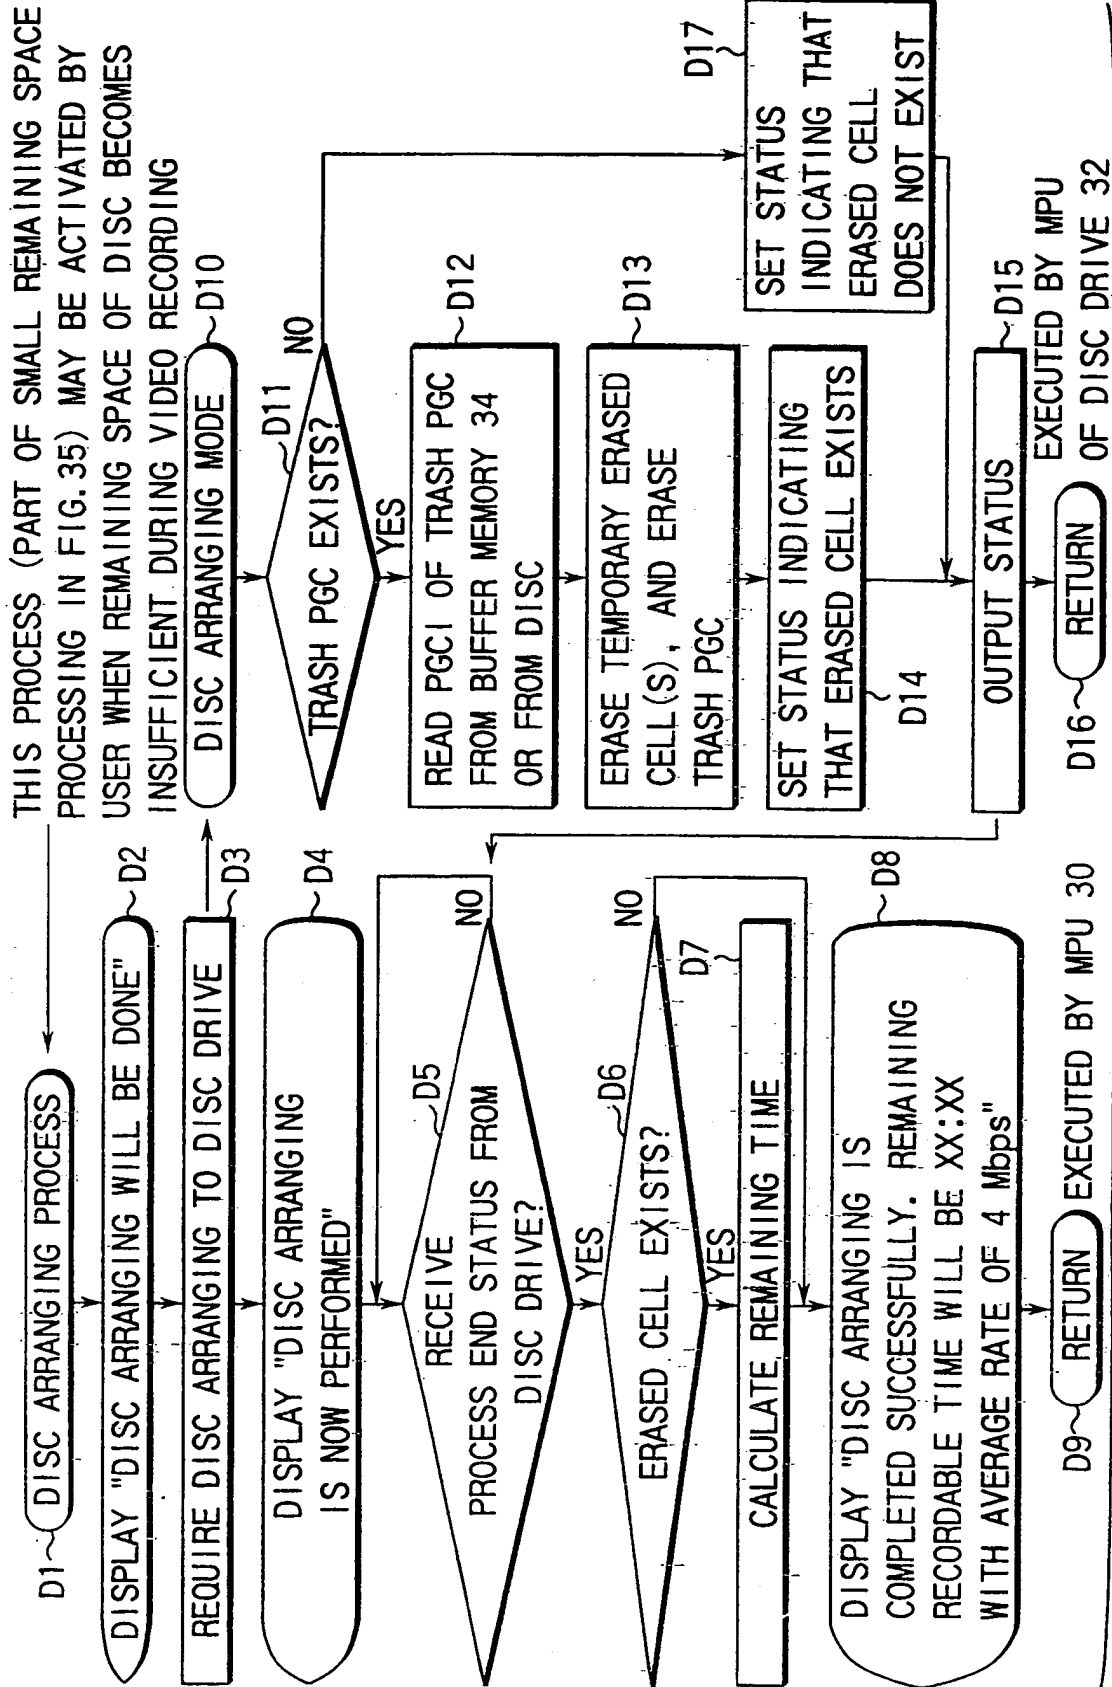 THIS PROCESS (PART OF SMALL REMAINING SPACE
PROCESSING IN FIG.35) MAY BE ACTIVATED BY
USER WHEN REMAINING SPACE OF DISC BECOMES
INSUFFICIENT DURING VIDEO RECORDING
D1
DISC ARRANGING PROCESS
DISPLAY "DISC ARRANGING WILL BE DONE"
D2
REQUIRE DISC ARRANGING TO DISC DRIVE
D3
DISPLAY "DISC ARRANGING
IS NOW PERFORMED"
D4
RECEIVE
PROCESS END STATUS FROM
DISC DRIVE?
D5
NO
YES
ERASED CELL EXISTS?
D6
NO
YES
CALCULATE REMAINING TIME
D7
DISPLAY "DISC ARRANGING IS
COMPLETED SUCCESSFULLY. REMAINING
RECORDABLE TIME WILL BE XX:XX
WITH AVERAGE RATE OF 4 Mbps"
D8
D9
RETURN
EXECUTED BY MPU 30
DISC ARRANGING MODE
D10
TRASH PGC EXISTS?
D11
NO
YES
READ PGCI OF TRASH PGC
FROM BUFFER MEMORY 34
OR FROM DISC
D12
ERASE TEMPORARY ERASED
CELL(S), AND ERASE
TRASH PGC
D13
SET STATUS INDICATING
THAT ERASED CELL EXISTS
D14
SET STATUS
INDICATING THAT
ERASED CELL
DOES NOT EXIST
D17
OUTPUT STATUS
D15
D16
RETURN
EXECUTED BY MPU
OF DISC DRIVE 32